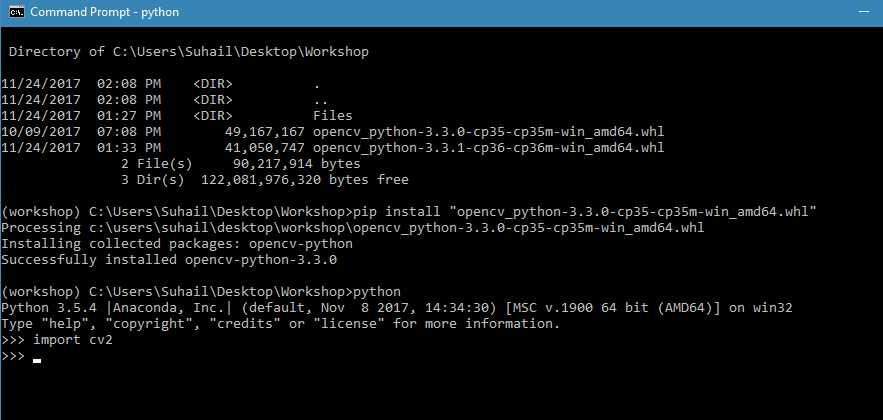 Command Prompt - python
Directory of C:\Users\Suhail\Desktop\Workshop
11/24/2017  02:08 PM    <DIR>          .
11/24/2017  02:08 PM    <DIR>          ..
11/24/2017  01:27 PM    <DIR>          Files
10/09/2017  07:08 PM        49,167,167 opencv_python-3.3.0-cp35-cp35m-win_amd64.whl
11/24/2017  01:33 PM        41,050,747 opencv_python-3.3.1-cp36-cp36m-win_amd64.whl
               2 File(s)     90,217,914 bytes
               3 Dir(s)  122,081,976,320 bytes free
(workshop) C:\Users\Suhail\Desktop\Workshop>pip install "opencv_python-3.3.0-cp35-cp35m-win_amd64.whl"
Processing c:\users\suhail\desktop\workshop\opencv_python-3.3.0-cp35-cp35m-win_amd64.whl
Installing collected packages: opencv-python
Successfully installed opencv-python-3.3.0
(workshop) C:\Users\Suhail\Desktop\Workshop>python
Python 3.5.4 |Anaconda, Inc.| (default, Nov  8 2017, 14:34:30) [MSC v.1900 64 bit (AMD64)] on win32
Type "help", "copyright", "credits" or "license" for more information.
>>> import cv2
>>>